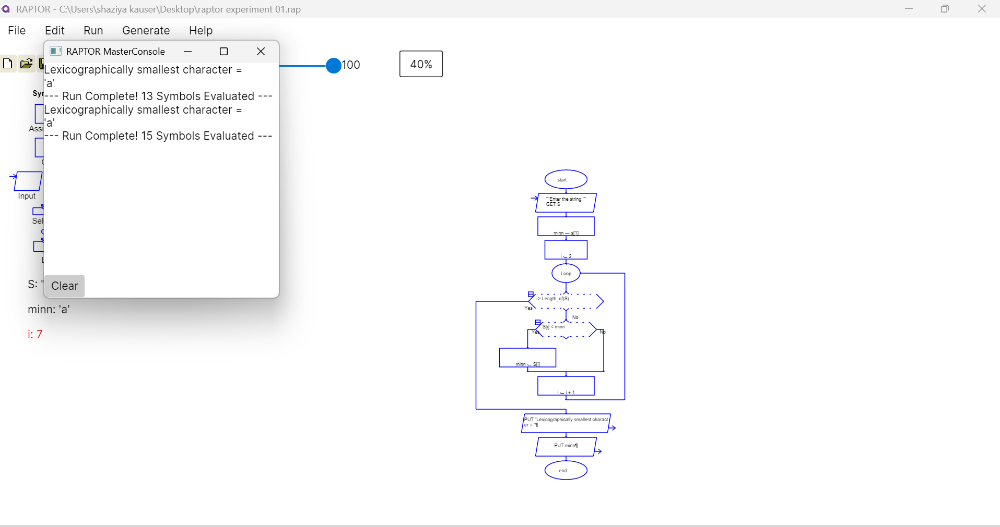 RAPTOR - C:\Users\shaziya kauser\Desktop\raptor experiment 01.rap
File Edit Run Generate Help
RAPTOR MasterConsole
100
40%
Lexicographically smallest character =
'a'
--- Run Complete! 13 Symbols Evaluated ---
Lexicographically smallest character =
'a'
--- Run Complete! 15 Symbols Evaluated ---
Clear
Input
S: "
minn: 'a'
i: 7
start
""Enter the string:""
GET S
minn ← s[1]
i ← 2
Loop
i > Length_of(S)
Yes
No
S[i] < minn
Yes
No
minn ← S[i]
i ← i + 1
PUT "Lexicographically smallest charact
er = "¶
PUT minn¶
end